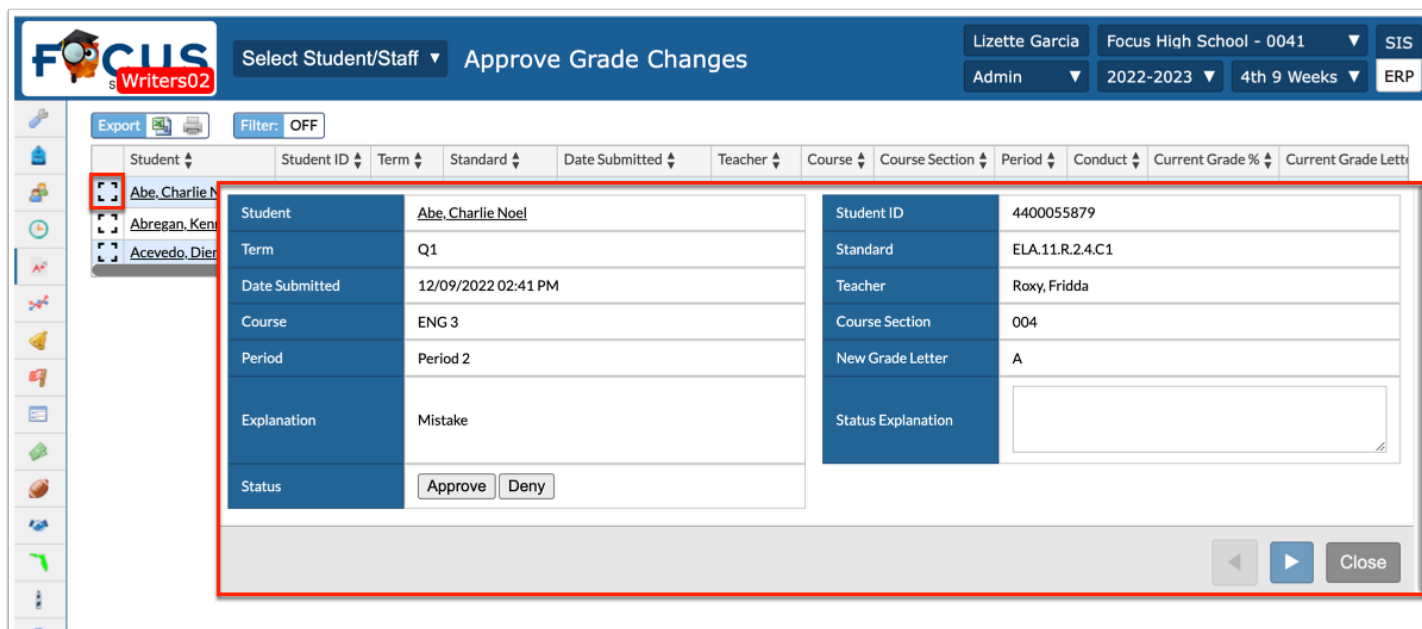 FOCUS
Writers02
Select Student/Staff ▼
Approve Grade Changes
Lizette Garcia
Focus High School - 0041 ▼
SIS
Admin ▼
2022-2023 ▼
4th 9 Weeks ▼
ERP
Export
Filter: OFF
Student Student ID Term Standard Date Submitted Teacher Course Course Section Period Conduct Current Grade % Current Grade Lette
Abe, Charlie N
Abregan, Ken
Acevedo, Dier
Student Abe, Charlie Noel
Student ID 4400055879
Term Q1
Standard ELA.11.R.2.4.C1
Date Submitted 12/09/2022 02:41 PM
Teacher Roxy, Fridda
Course ENG 3
Course Section 004
Period Period 2
New Grade Letter A
Explanation Mistake
Status Explanation
Status Approve Deny
Close